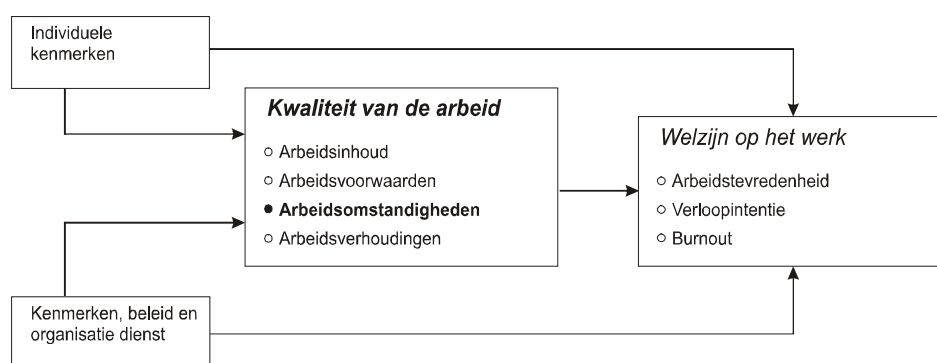 Individuele
kenmerken
Kwaliteit van de arbeid
Arbeidsinhoud
Arbeidsvoorwaarden
Arbeidsomstandigheden
Arbeidsverhoudingen
Welzijn op het werk
Arbeidstevredenheid
Verloopintentie
Burnout
Kenmerken, beleid en
organisatie dienst